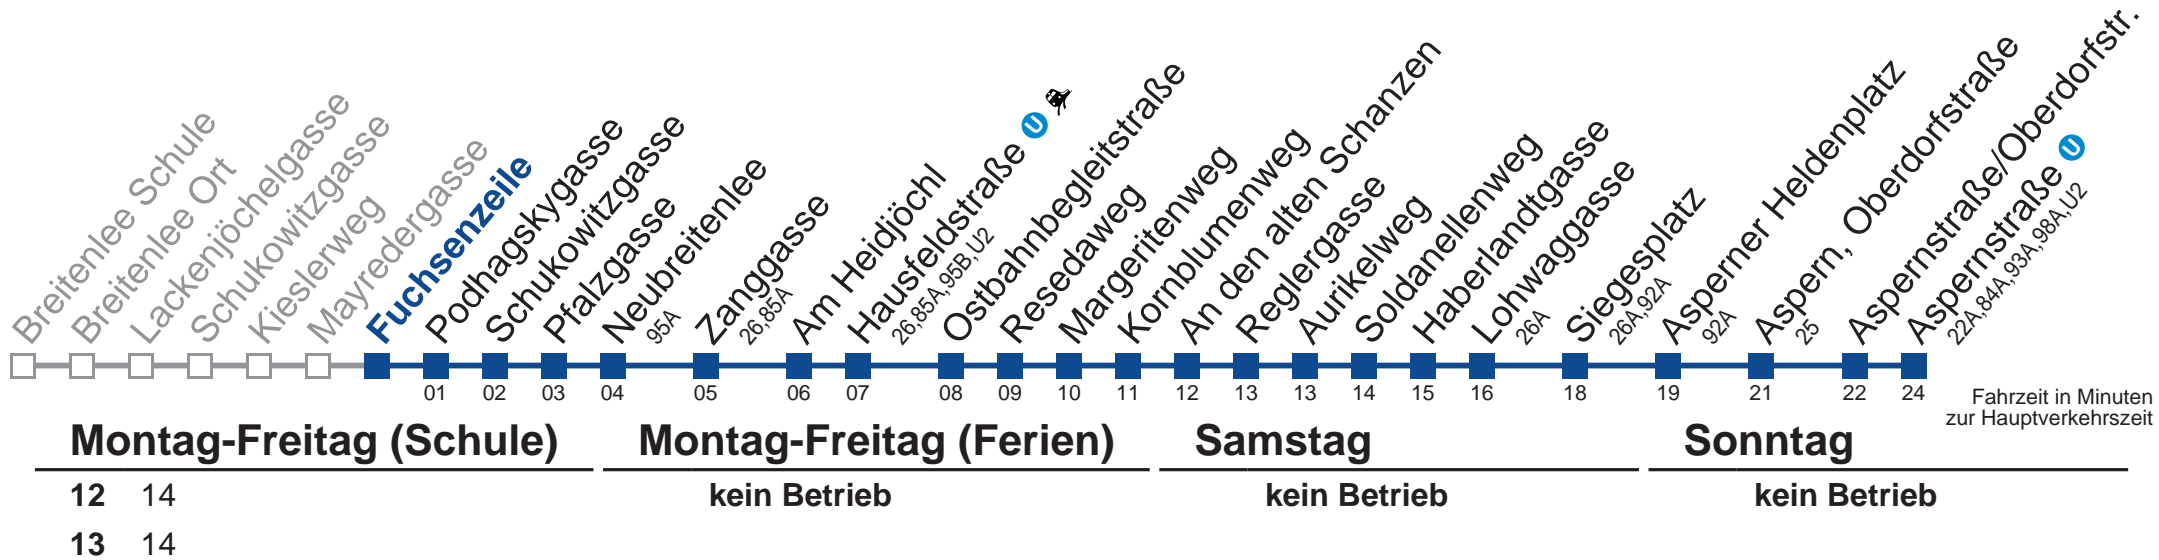 Breitenlee Schule
Breitenlee Ort
Lackenjöchelgasse
Schukowitzgasse
Kieslerweg
Mayredergasse
Fuchsenzeile
Podhagskygasse
Schukowitzgasse
Pfalzgasse
Neubreitenlee
95A
Zanggasse
26,85A
Am Heidjöchl
Hausfeldstraße U
26,85A,95B,U2
Ostbahnbegleitstraße
Resedaweg
Margeritenweg
Kornblumenweg
An den alten Schanzen
Reglergasse
Aurikelweg
Soldanellenweg
Haberlandtgasse
Lohwaggasse
26A
Siegesplatz
26A,92A
Asperner Heldenplatz
92A
Aspern, Oberdorfstraße
25
Aspernstraße/Oberdorfstr.
Aspernstraße U
22A,84A,93A,98A,U2
01 02 03 04 05 06 07 08 09 10 11 12 13 13 14 15 16 18 19 21 22 24
Fahrzeit in Minuten
zur Hauptverkehrszeit
Montag-Freitag (Schule) Montag-Freitag (Ferien) Samstag Sonntag
12 14 kein Betrieb kein Betrieb kein Betrieb
13 14